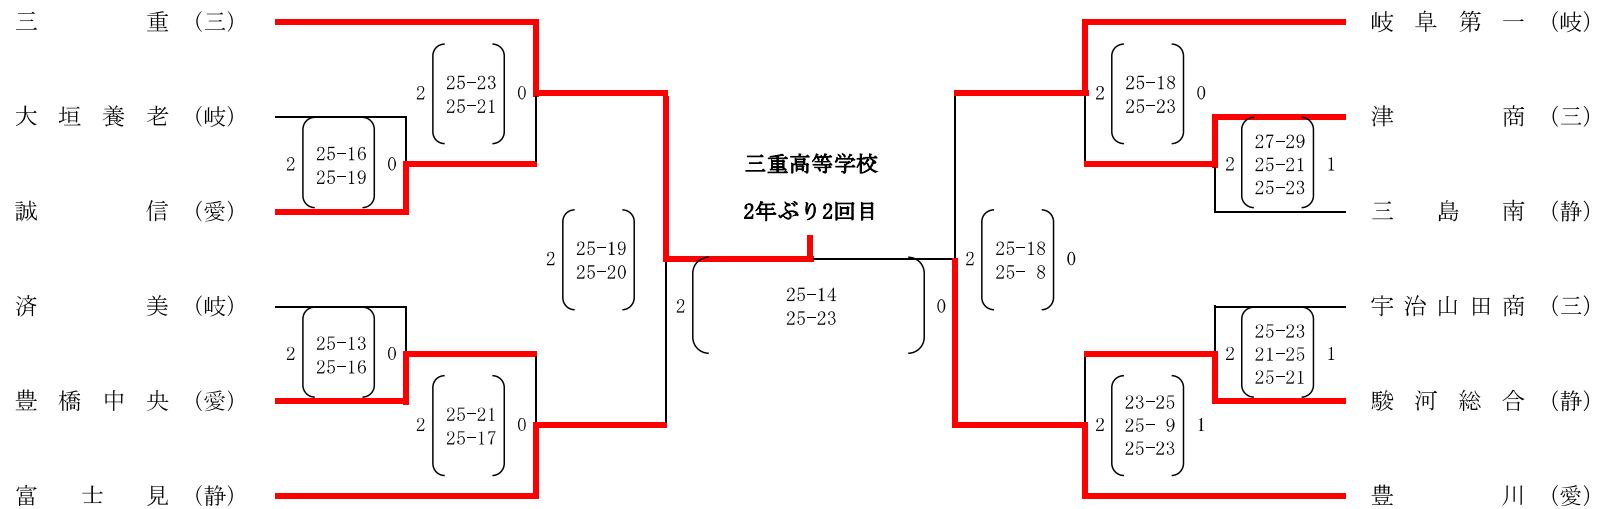 三重 (三)
大垣養老 (岐)
誠信 (愛)
済美 (岐)
豊橋中央 (愛)
富士見 (静)
2 25-23 0
25-21
2 25-16 0
25-19
2 25-13 0
25-16
2 25-21 0
25-17
2 25-19
25-20
三重高等学校
2年ぶり2回目
2 25-14 0
25-23
2 25-18 0
25- 8
2 25-18 0
25-23
27-29
2 25-21 1
25-23
25-23
2 21-25 1
25-21
23-25
2 25- 9 1
25-23
岐阜第一 (岐)
津商 (三)
三島南 (静)
宇治山田商 (三)
駿河総合 (静)
豊川 (愛)